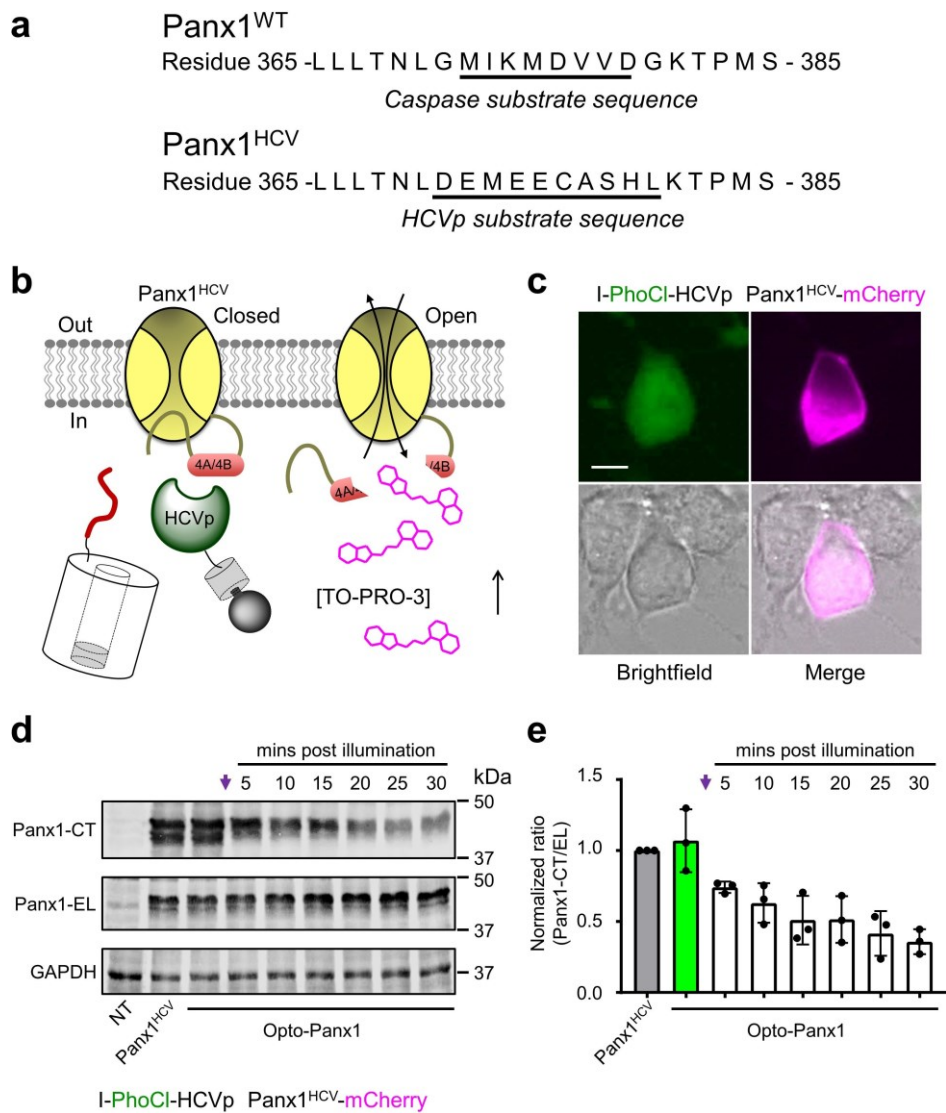 a
Panx1WT
Residue 365 -L L L T N L G M I K M D V V D G K T P M S - 385
Caspase substrate sequence
Panx1HCV
Residue 365 -L L L T N L D E M E E C A S H L K T P M S - 385
HCVp substrate sequence
b
Panx1HCV
Closed
Open
Out
In
4A/4B
4A/
/4B
HCVp
[TO-PRO-3]
c
I-PhoCl-HCVp Panx1HCV-mCherry
Brightfield Merge
d
mins post illumination
5 10 15 20 25 30
kDa
50
Panx1-CT
37
50
Panx1-EL
37
GAPDH
37
NT
Panx1HCV
Opto-Panx1
I-PhoCl-HCVp Panx1HCV-mCherry
e
mins post illumination
5 10 15 20 25 30
1.5
1.0
0.5
0.0
Normalized ratio
(Panx1-CT/EL)
Panx1HCV
Opto-Panx1